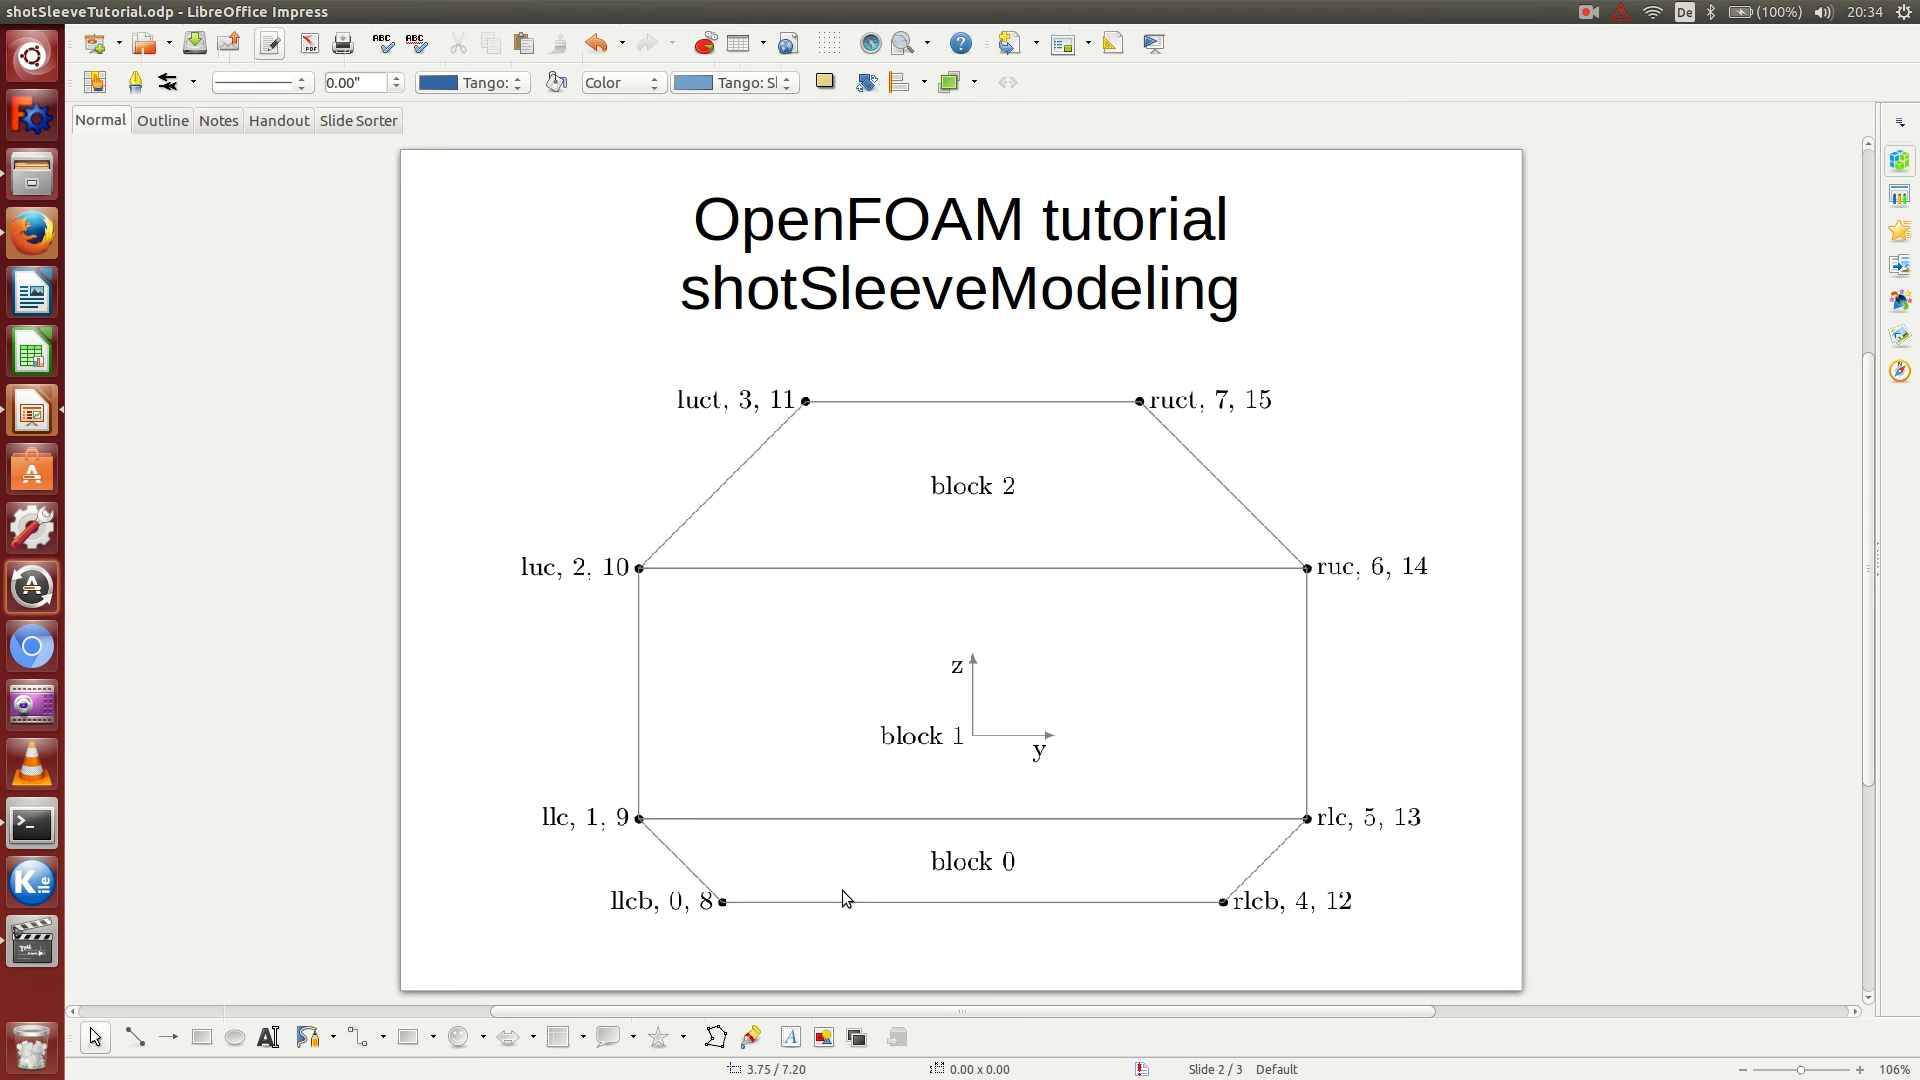 shotSleeveTutorial.odp - LibreOffice Impress
De (100%) 20:34
0.00" Tango: Color Tango: Sl
Normal Outline Notes Handout Slide Sorter
OpenFOAM tutorial
shotSleeveModeling
luct, 3, 11 ruct, 7, 15
block 2
luc, 2, 10 ruc, 6, 14
z
block 1
y
llc, 1, 9 rlc, 5, 13
block 0
llcb, 0, 8 rlcb, 4, 12
3.75 / 7.20 0.00 x 0.00 Slide 2 / 3 Default 106%